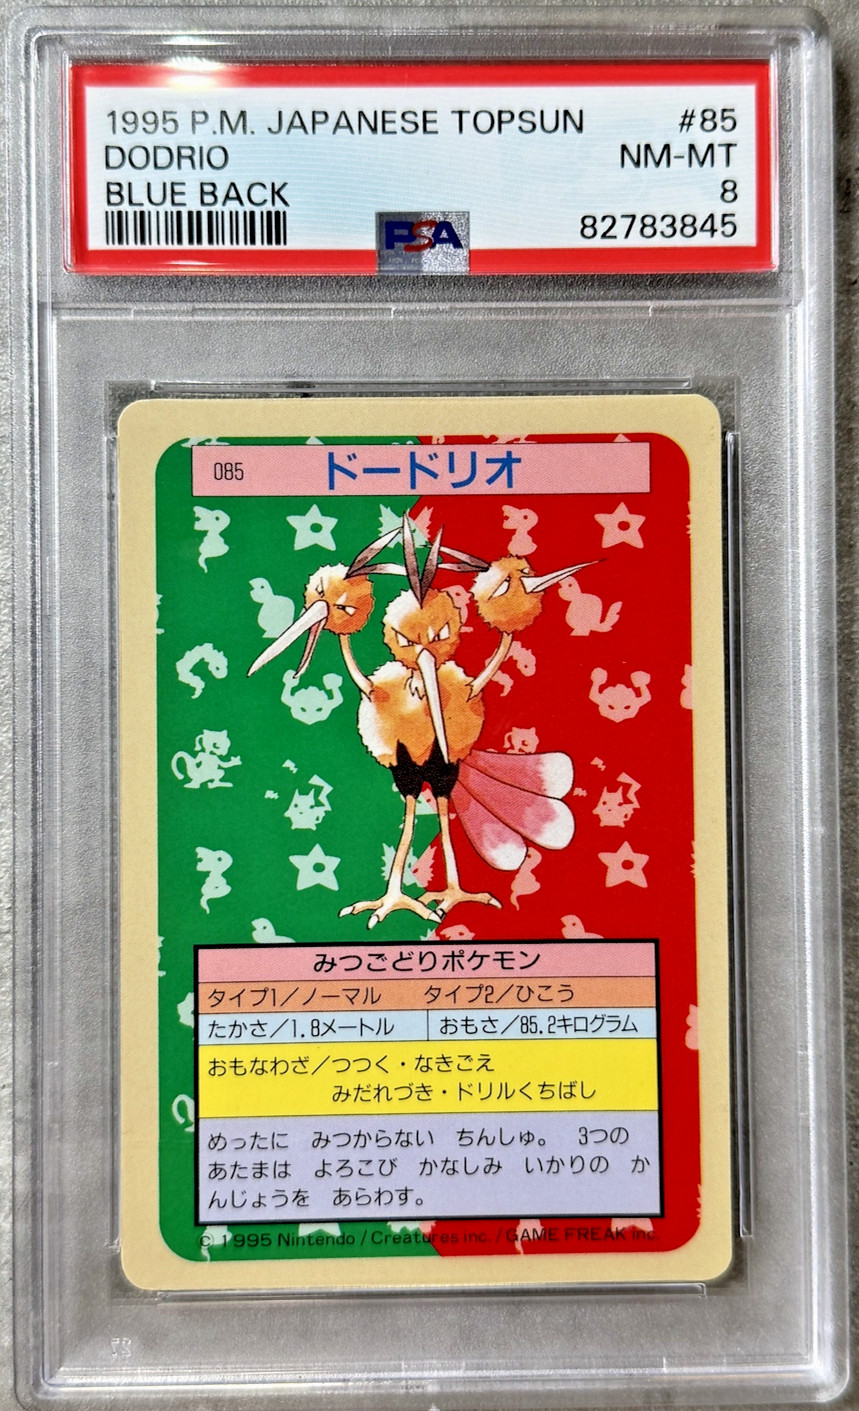 1995 P.M. JAPANESE TOPSUN #85
DODRIO NM-MT
BLUE BACK 8
82783845
PSA
085 ドードリオ
みつごどりポケモン
タイプ1/ノーマル タイプ2/ひこう
たかさ/1.8メートル おもさ/85.2キログラム
おもなわざ/つつく・なきごえ
みだれづき・ドリルくちばし
めったに みつからない ちんしゅ。 3つの
あたまは よろこび かなしみ いかりの か
んじょうを あらわす。
© 1995 Nintendo / Creatures inc. / GAME FREAK inc.